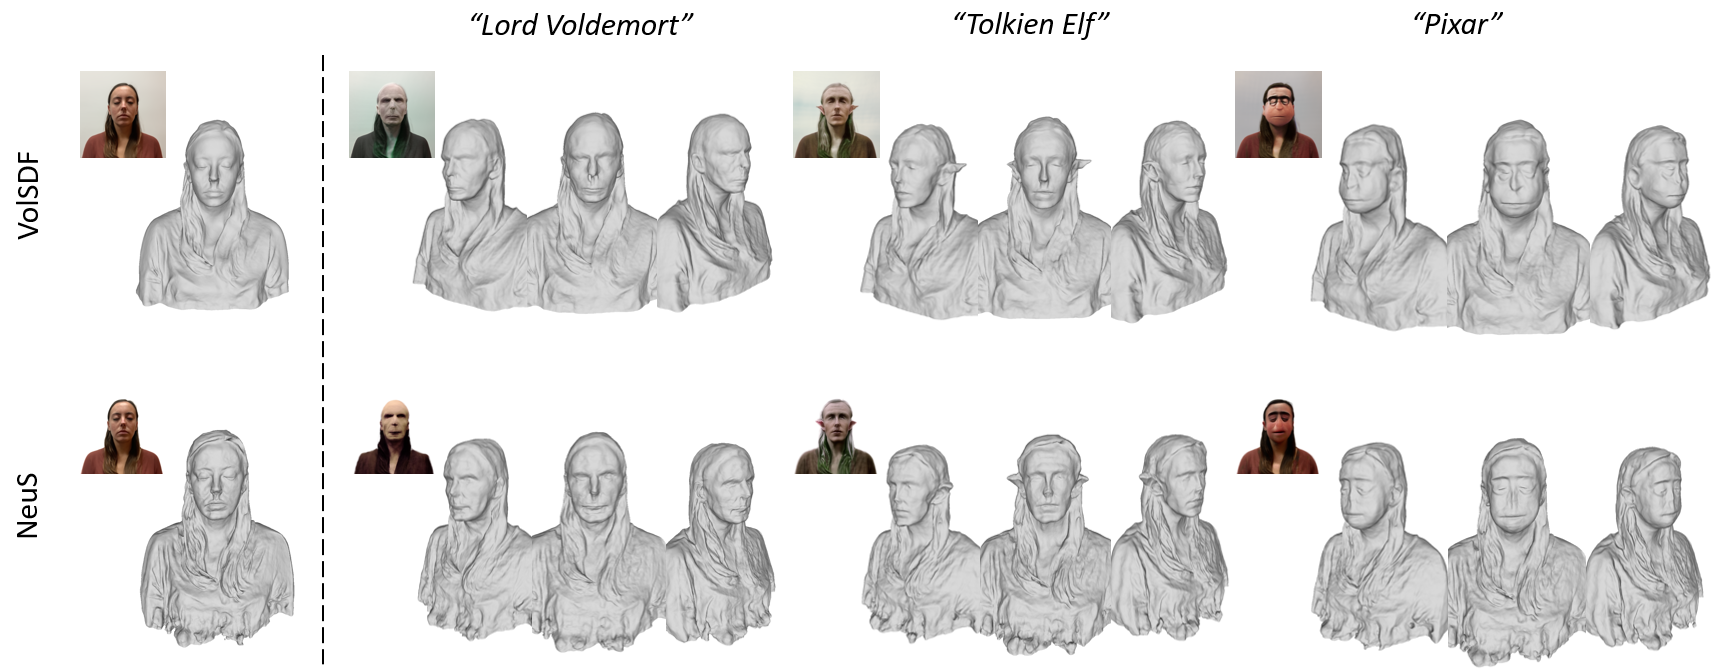 “Lord Voldemort”
“Tolkien Elf”
“Pixar”
VolSDF
NeuS